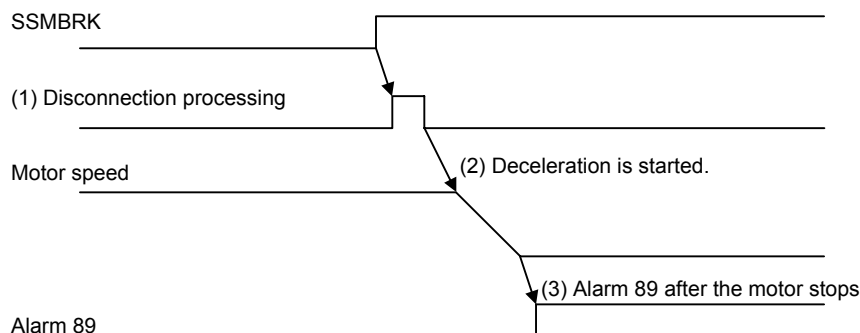 SSMBRK
(1) Disconnection processing
Motor speed
(2) Deceleration is started.
(3) Alarm 89 after the motor stops
Alarm 89